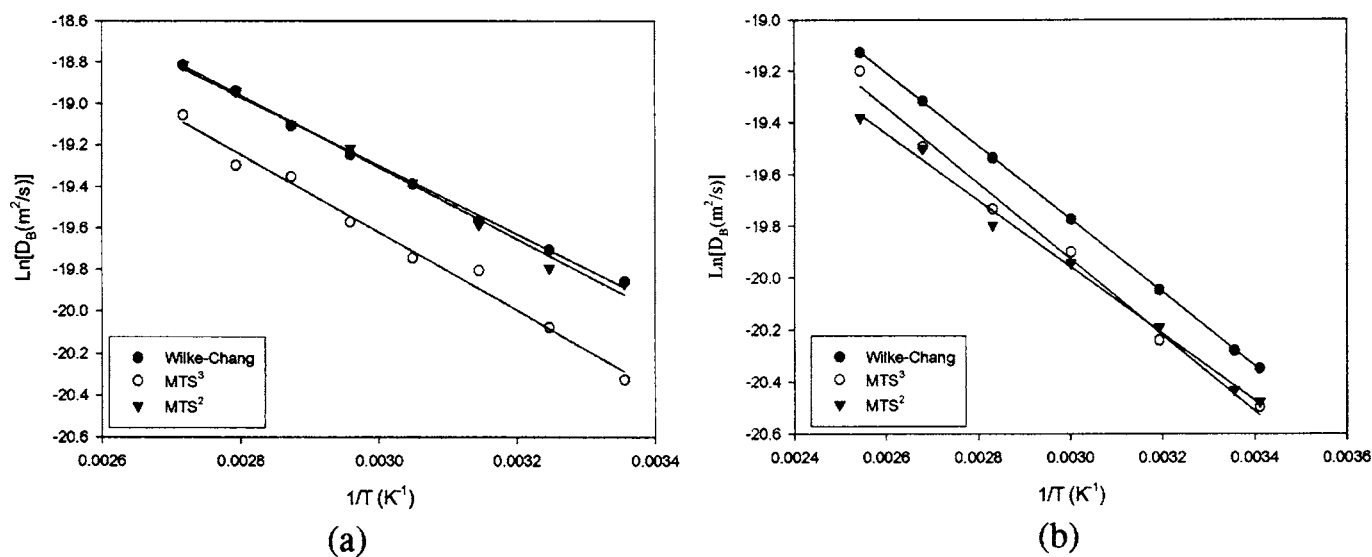 -18.6
-18.8
-19.0
-19.2
-19.4
-19.6
-19.8
-20.0
-20.2
-20.4
-20.6
Ln[D_B(m²/s)]
Wilke-Chang
MTS³
MTS²
0.0026 0.0028 0.0030 0.0032 0.0034
1/T (K⁻¹)
(a)
-19.0
-19.2
-19.4
-19.6
-19.8
-20.0
-20.2
-20.4
-20.6
Ln[D_B(m²/s)]
Wilke-Chang
MTS³
MTS²
0.0024 0.0026 0.0028 0.0030 0.0032 0.0034 0.0036
1/T (K⁻¹)
(b)